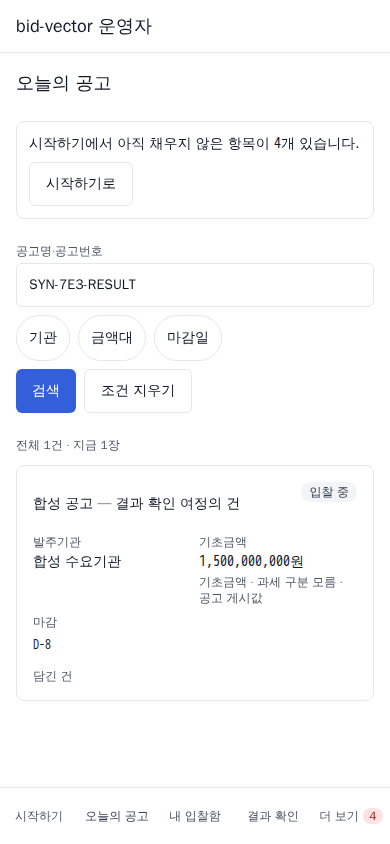 bid-vector 운영자
오늘의 공고
시작하기에서 아직 채우지 않은 항목이 4개 있습니다.
시작하기로
공고명·공고번호
SYN-7E3-RESULT
기관
금액대
마감일
검색
조건 지우기
전체 1건 · 지금 1장
입찰 중
합성 공고 — 결과 확인 여정의 건
발주기관
합성 수요기관
기초금액
1,500,000,000원
기초금액 · 과세 구분 모름 ·
공고 게시값
마감
D-8
담긴 건
시작하기
오늘의 공고
내 입찰함
결과 확인
더 보기 4